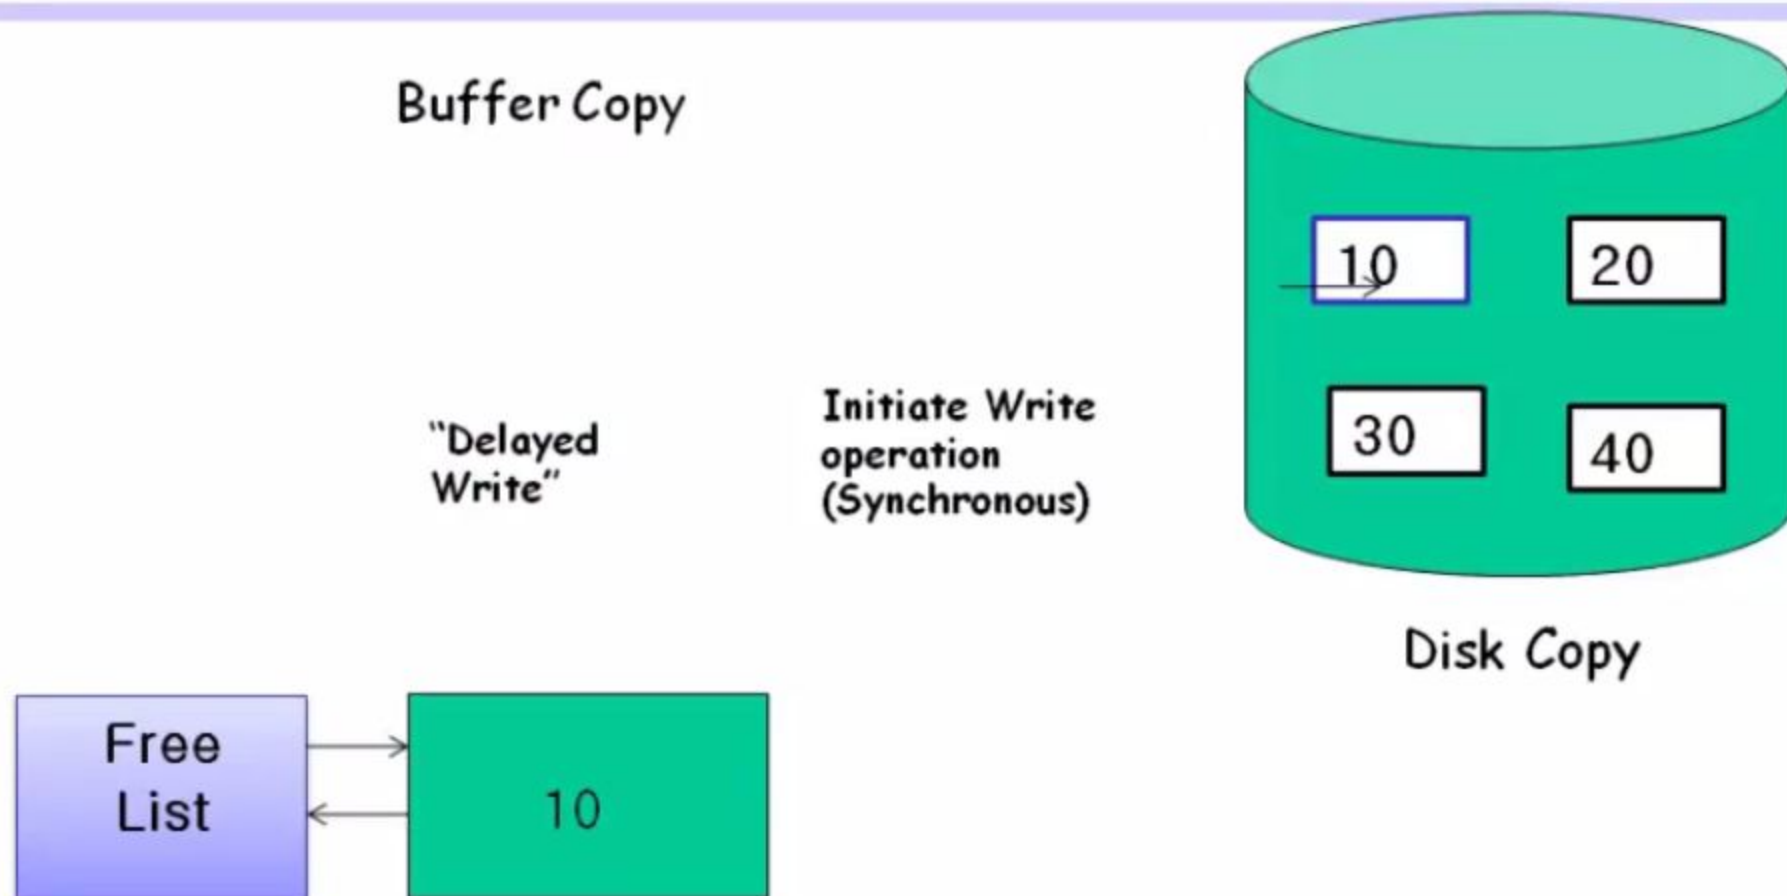 Buffer Copy
10
20
30
40
“Delayed
Write”
Initiate Write
operation
(Synchronous)
Disk Copy
Free
List
10